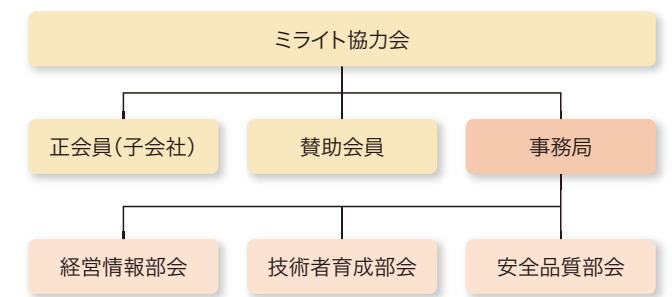 ミライト協力会
正会員(子会社)
賛助会員
事務局
経営情報部会
技術者育成部会
安全品質部会